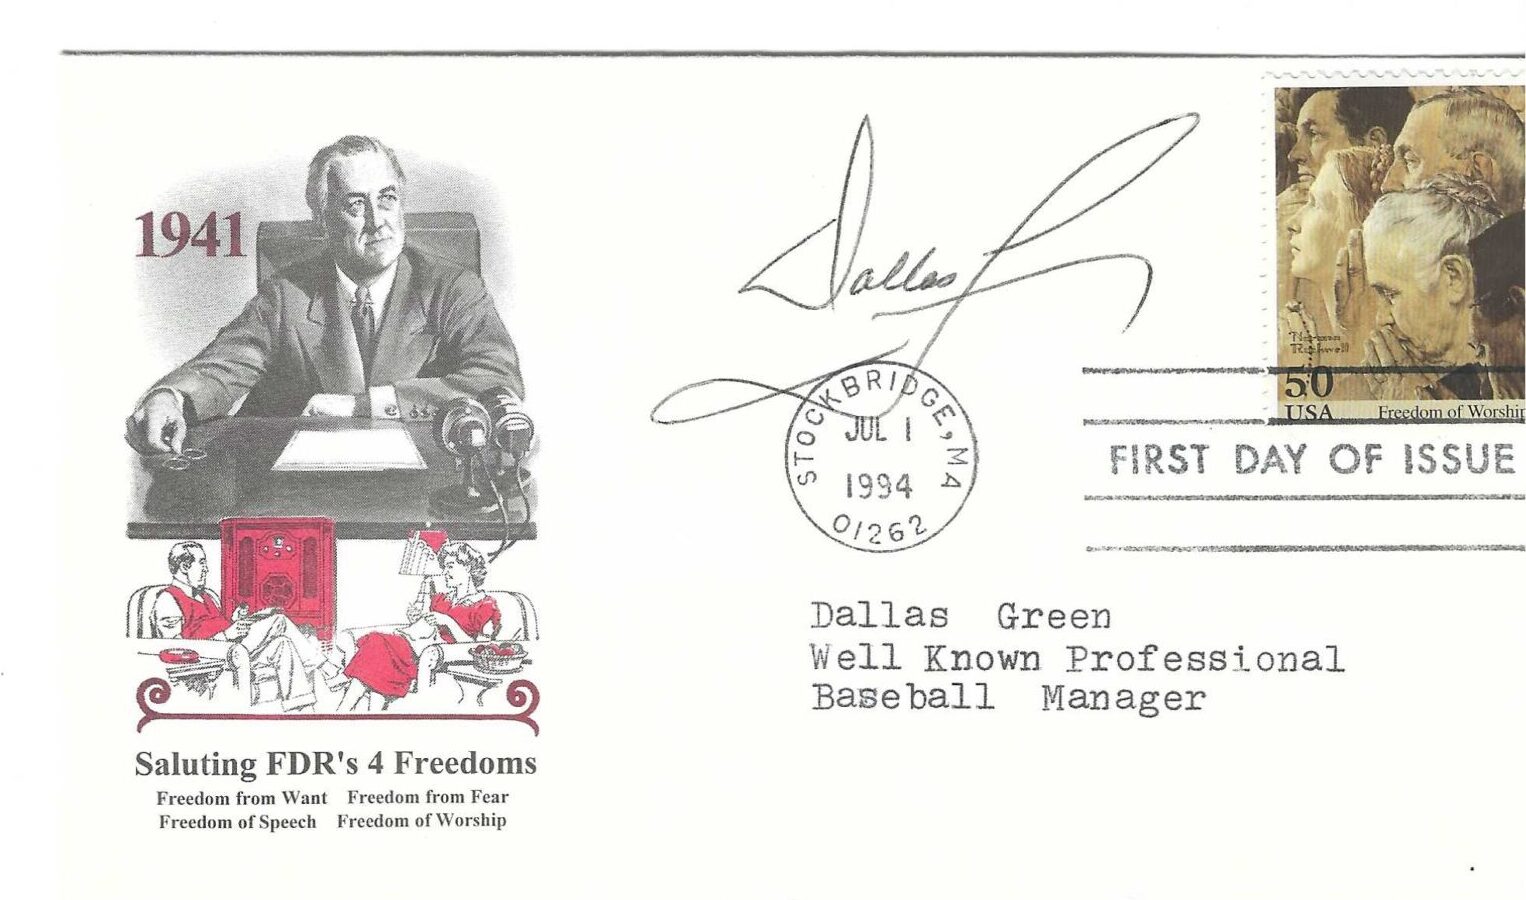 1941
Dallas
Norman
Rockwell
50
USA
Freedom of Worship
STOCKBRIDGE, MA
JUL 1
1994
01262
FIRST DAY OF ISSUE
Dallas Green
Well Known Professional
Baseball Manager
Saluting FDR's 4 Freedoms
Freedom from Want Freedom from Fear
Freedom of Speech Freedom of Worship